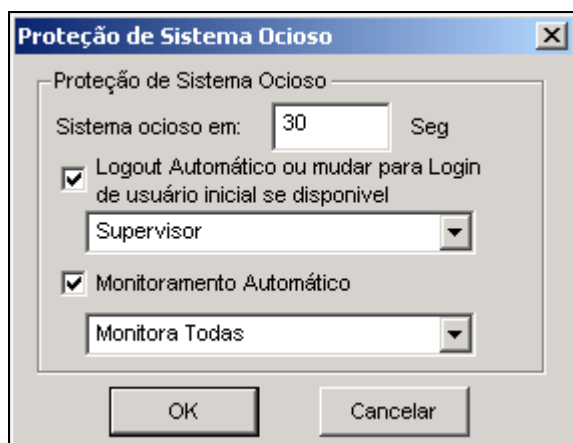 Proteção de Sistema Ocioso
Proteção de Sistema Ocioso
Sistema ocioso em: 30 Seg
Logout Automático ou mudar para Login
de usuário inicial se disponivel
Supervisor
Monitoramento Automático
Monitora Todas
OK Cancelar